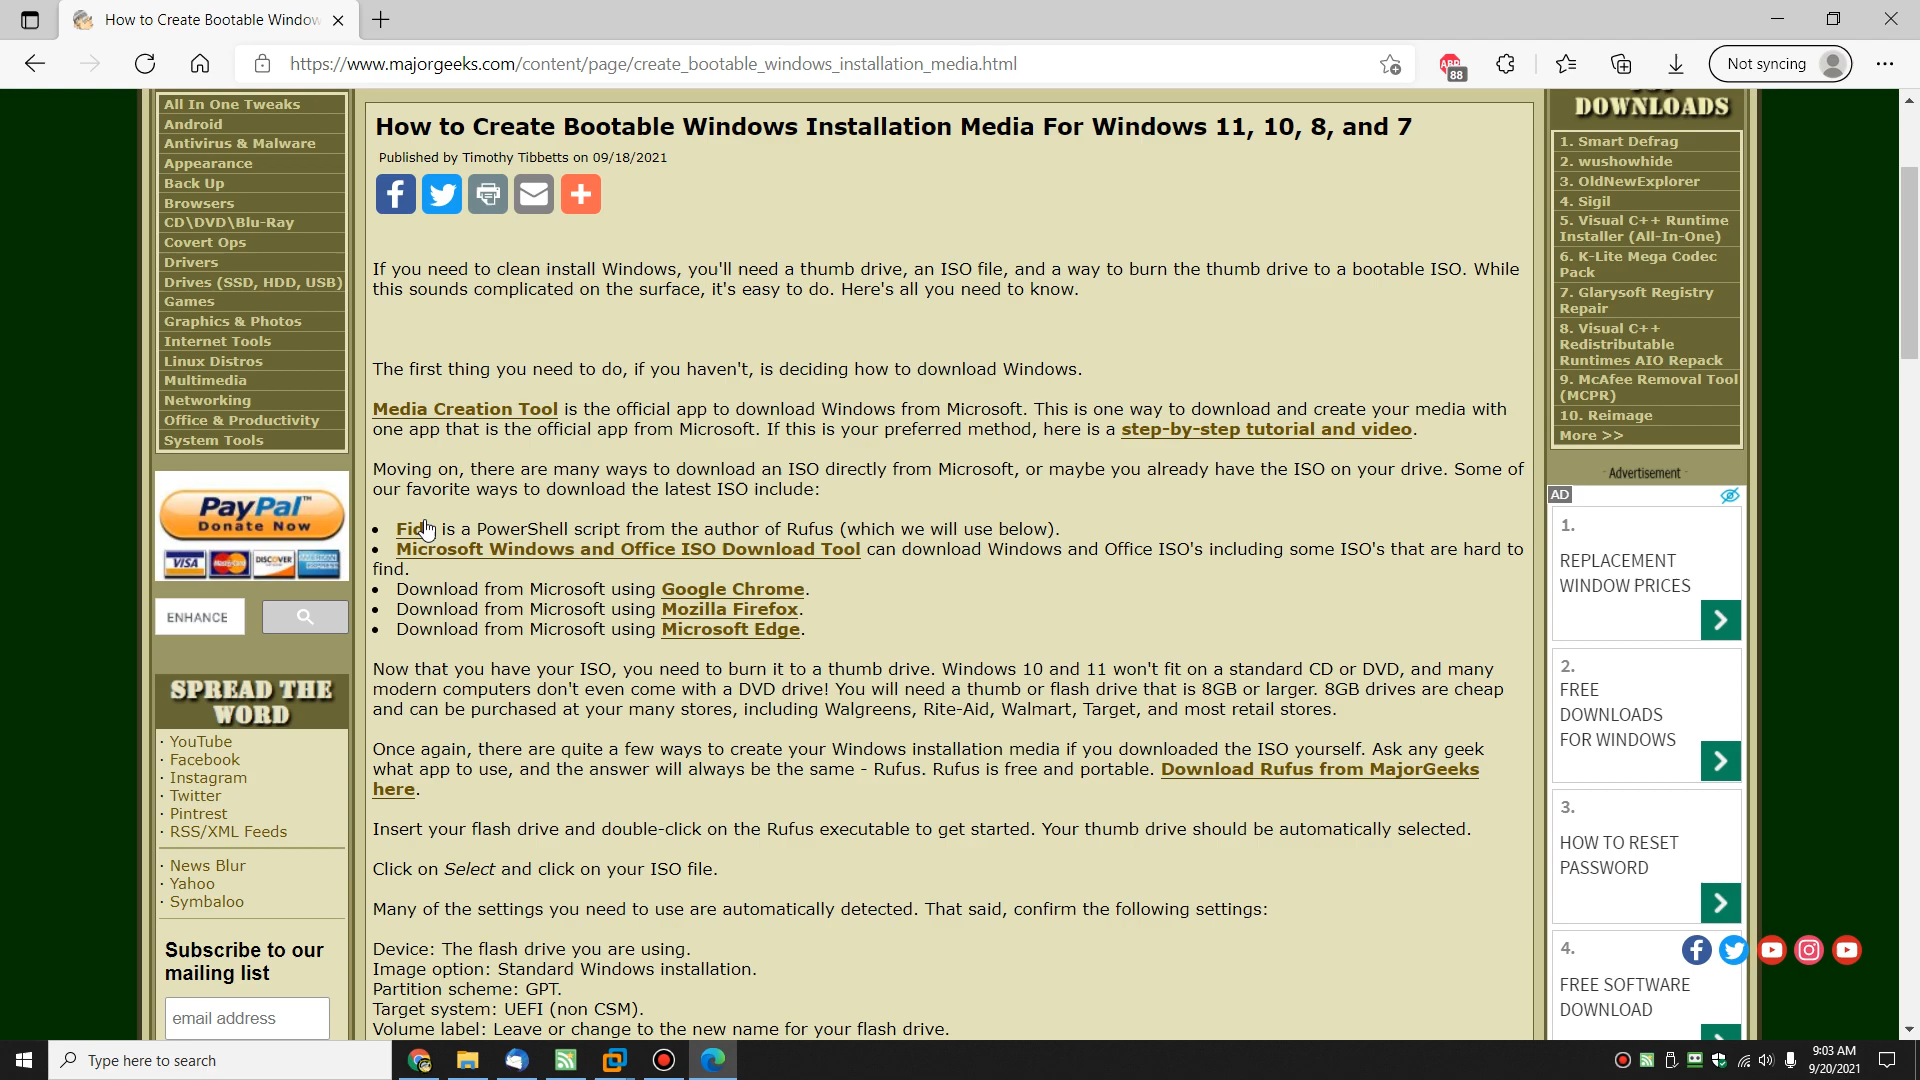 How to Create Bootable Window
https://www.majorgeeks.com/content/page/create_bootable_windows_installation_media.html
ABP
88
Not syncing
All In One Tweaks
Android
Antivirus & Malware
Appearance
Back Up
Browsers
CD\DVD\Blu-Ray
Covert Ops
Drivers
Drives (SSD, HDD, USB)
Games
Graphics & Photos
Internet Tools
Linux Distros
Multimedia
Networking
Office & Productivity
System Tools
PayPal™
Donate Now
VISA
MasterCard
DISCOVER
ENHANCE
SPREAD THE
WORD
· YouTube
· Facebook
· Instagram
· Twitter
· Pintrest
· RSS/XML Feeds
· News Blur
· Yahoo
· Symbaloo
Subscribe to our
mailing list
email address
How to Create Bootable Windows Installation Media For Windows 11, 10, 8, and 7
Published by Timothy Tibbetts on 09/18/2021
If you need to clean install Windows, you'll need a thumb drive, an ISO file, and a way to burn the thumb drive to a bootable ISO. While
this sounds complicated on the surface, it's easy to do. Here's all you need to know.
The first thing you need to do, if you haven't, is deciding how to download Windows.
Media Creation Tool is the official app to download Windows from Microsoft. This is one way to download and create your media with
one app that is the official app from Microsoft. If this is your preferred method, here is a step-by-step tutorial and video.
Moving on, there are many ways to download an ISO directly from Microsoft, or maybe you already have the ISO on your drive. Some of
our favorite ways to download the latest ISO include:
• is a PowerShell script from the author of Rufus (which we will use below).
• Microsoft Windows and Office ISO Download Tool can download Windows and Office ISO's including some ISO's that are hard to
find.
• Download from Microsoft using Google Chrome.
• Download from Microsoft using Mozilla Firefox.
• Download from Microsoft using Microsoft Edge.
Now that you have your ISO, you need to burn it to a thumb drive. Windows 10 and 11 won't fit on a standard CD or DVD, and many
modern computers don't even come with a DVD drive! You will need a thumb or flash drive that is 8GB or larger. 8GB drives are cheap
and can be purchased at your many stores, including Walgreens, Rite-Aid, Walmart, Target, and most retail stores.
Once again, there are quite a few ways to create your Windows installation media if you downloaded the ISO yourself. Ask any geek
what app to use, and the answer will always be the same - Rufus. Rufus is free and portable. Download Rufus from MajorGeeks
here.
Insert your flash drive and double-click on the Rufus executable to get started. Your thumb drive should be automatically selected.
Click on Select and click on your ISO file.
Many of the settings you need to use are automatically detected. That said, confirm the following settings:
Device: The flash drive you are using.
Image option: Standard Windows installation.
Partition scheme: GPT.
Target system: UEFI (non CSM).
Volume label: Leave or change to the new name for your flash drive.
DOWNLOADS
1. Smart Defrag
2. wushowhide
3. OldNewExplorer
4. Sigil
5. Visual C++ Runtime
Installer (All-In-One)
6. K-Lite Mega Codec
Pack
7. Glarysoft Registry
Repair
8. Visual C++
Redistributable
Runtimes AIO Repack
9. McAfee Removal Tool
(MCPR)
10. Reimage
More >>
- Advertisement -
AD
1.
REPLACEMENT
WINDOW PRICES
2.
FREE
DOWNLOADS
FOR WINDOWS
3.
HOW TO RESET
PASSWORD
4.
FREE SOFTWARE
DOWNLOAD
Type here to search
9:03 AM
9/20/2021